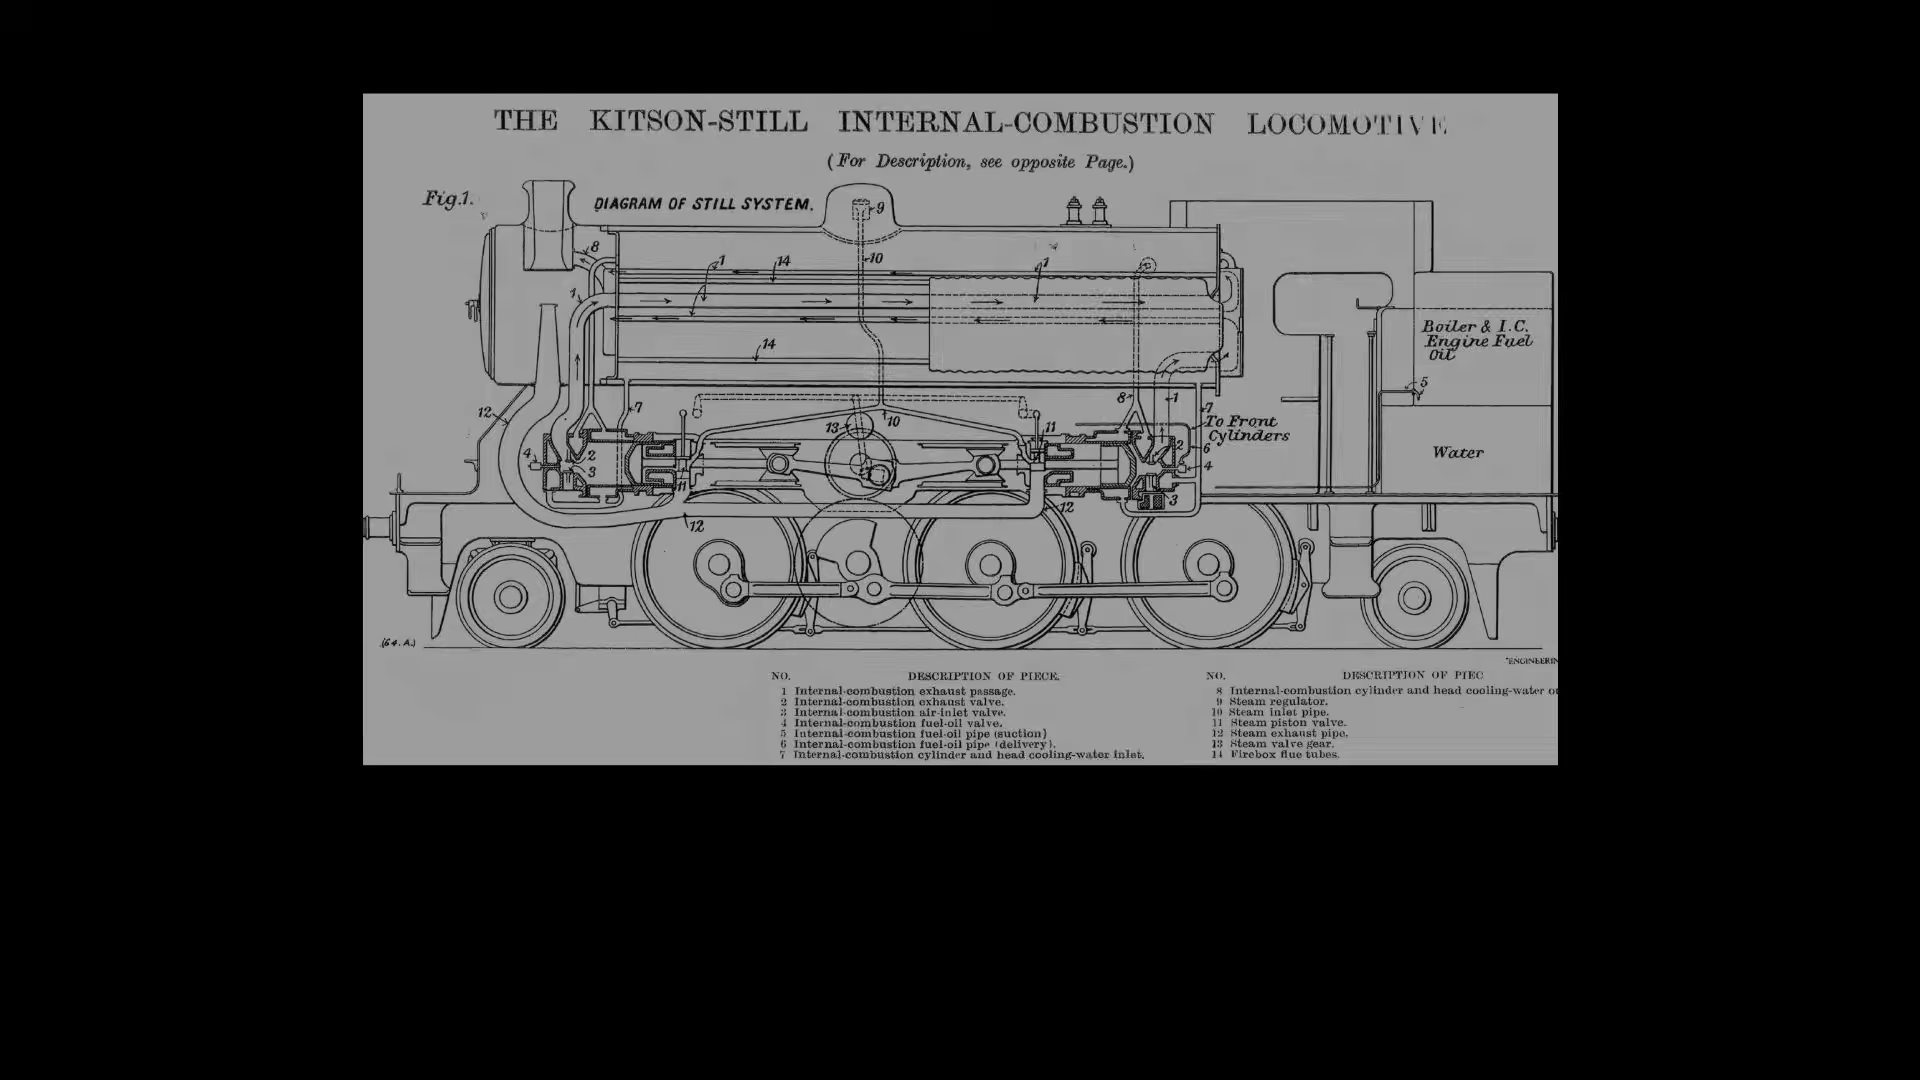 THE KITSON-STILL INTERNAL-COMBUSTION LOCOMOTIVE
(For Description, see opposite Page.)
Fig.1.
DIAGRAM OF STILL SYSTEM.
9
8
1
14
10
1
1
14
Boiler & I.C.
Engine Fuel
Oil
5
12
7
13
10
8
1
7
To Front
Cylinders
11
2
6
4
2
3
4
Water
11
3
12
12
(64.A.)
"ENGINEERIN
NO. DESCRIPTION OF PIECE.
1 Internal-combustion exhaust passage.
2 Internal-combustion exhaust valve.
3 Internal-combustion air-inlet valve.
4 Internal-combustion fuel-oil valve.
5 Internal-combustion fuel-oil pipe (suction)
6 Internal-combustion fuel-oil pipe (delivery).
7 Internal-combustion cylinder and head cooling-water inlet.
NO. DESCRIPTION OF PIEC
8 Internal-combustion cylinder and head cooling-water ou
9 Steam regulator.
10 Steam inlet pipe.
11 Steam piston valve.
12 Steam exhaust pipe.
13 Steam valve gear.
14 Firebox flue tubes.